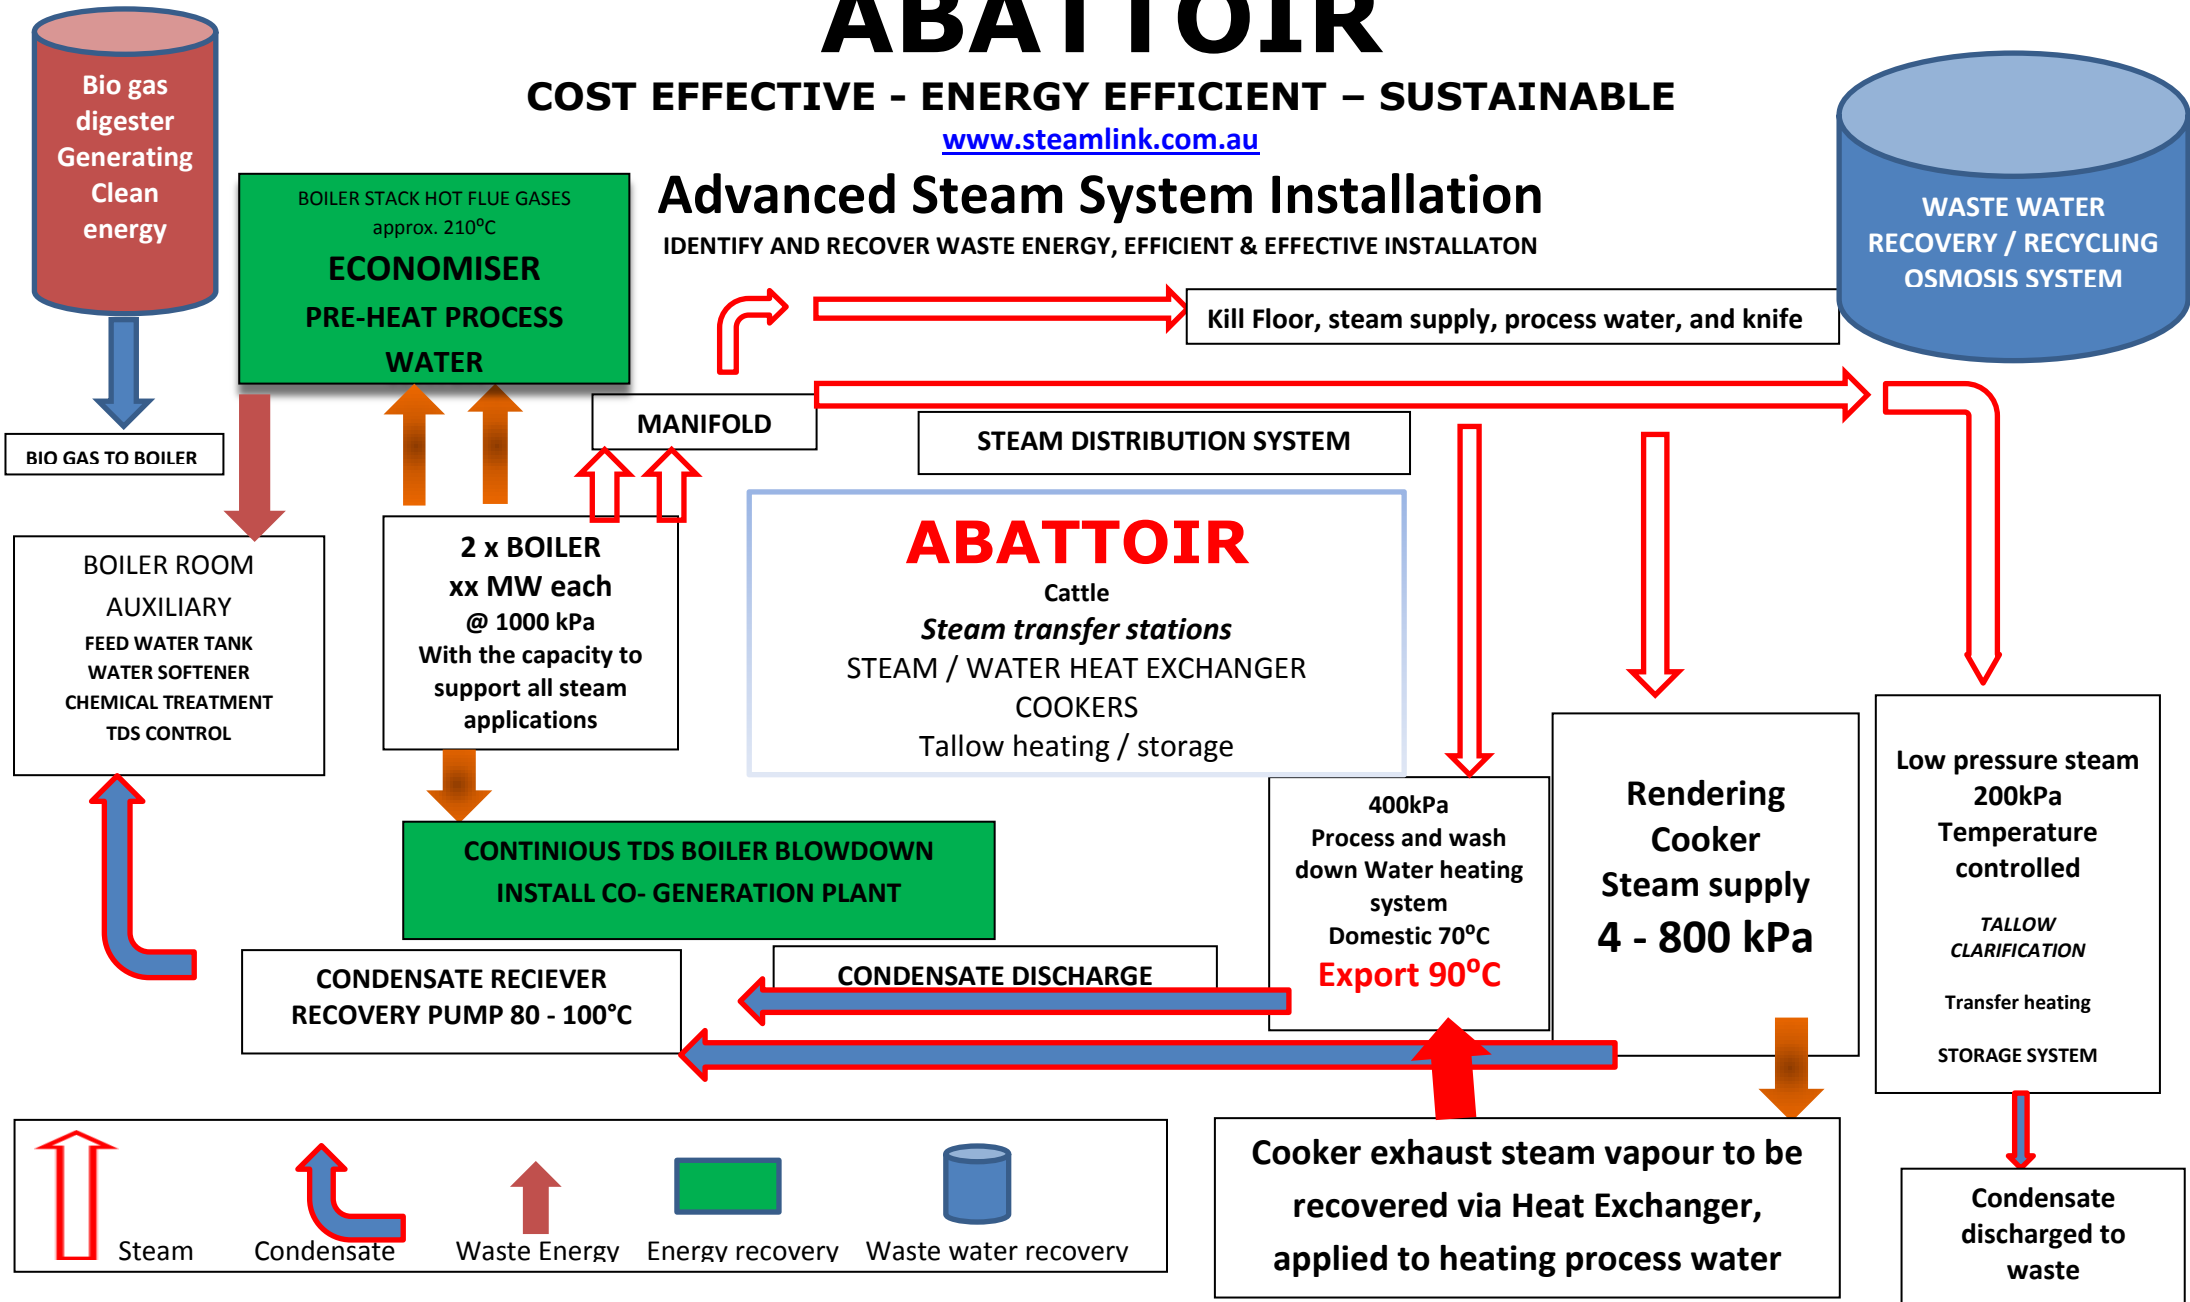 ABATTOIR
COST EFFECTIVE - ENERGY EFFICIENT – SUSTAINABLE
www.steamlink.com.au
Advanced Steam System Installation
IDENTIFY AND RECOVER WASTE ENERGY, EFFICIENT & EFFECTIVE INSTALLATON
Bio gas
digester
Generating
Clean
energy
BOILER STACK HOT FLUE GASES
approx. 210⁰C
ECONOMISER
PRE-HEAT PROCESS
WATER
WASTE WATER
RECOVERY / RECYCLING
OSMOSIS SYSTEM
Kill Floor, steam supply, process water, and knife
MANIFOLD
STEAM DISTRIBUTION SYSTEM
BIO GAS TO BOILER
BOILER ROOM
AUXILIARY
FEED WATER TANK
WATER SOFTENER
CHEMICAL TREATMENT
TDS CONTROL
2 x BOILER
xx MW each
@ 1000 kPa
With the capacity to
support all steam
applications
ABATTOIR
Cattle
Steam transfer stations
STEAM / WATER HEAT EXCHANGER
COOKERS
Tallow heating / storage
400kPa
Process and wash
down Water heating
system
Domestic 70⁰C
Export 90⁰C
Rendering
Cooker
Steam supply
4 - 800 kPa
Low pressure steam
200kPa
Temperature
controlled
TALLOW
CLARIFICATION
Transfer heating
STORAGE SYSTEM
CONTINIOUS TDS BOILER BLOWDOWN
INSTALL CO- GENERATION PLANT
CONDENSATE RECIEVER
RECOVERY PUMP 80 - 100°C
CONDENSATE DISCHARGE
Cooker exhaust steam vapour to be
recovered via Heat Exchanger,
applied to heating process water
Condensate
discharged to
waste
Steam
Condensate
Waste Energy
Energy recovery
Waste water recovery